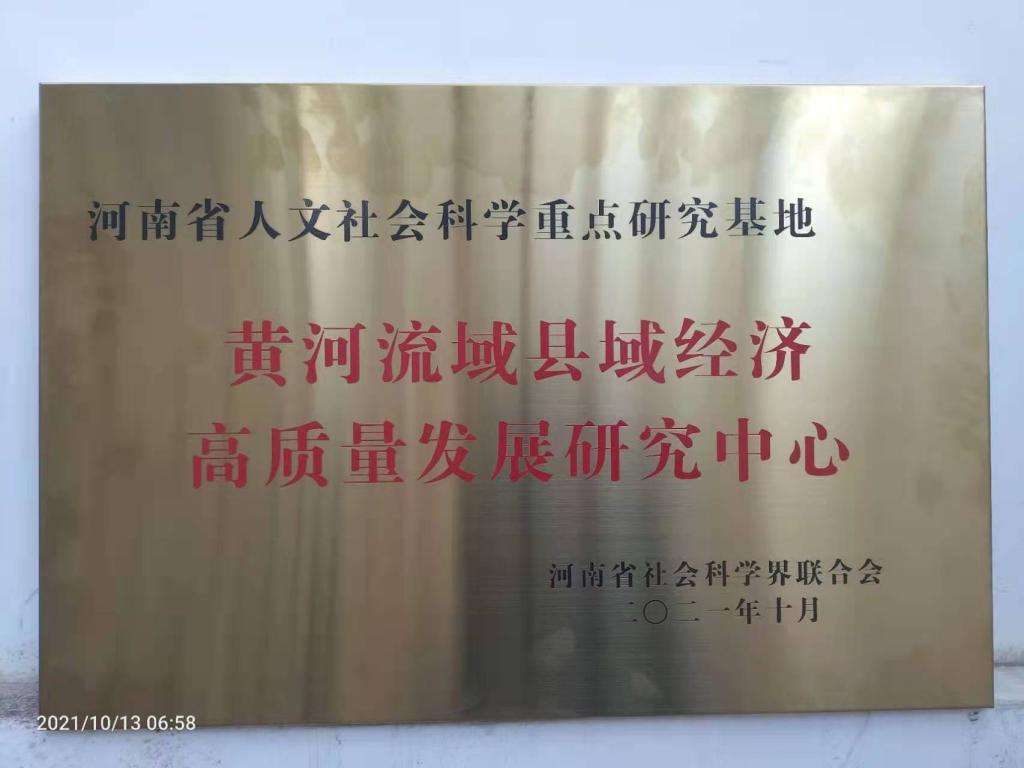 河南省人文社会科学重点研究基地
黄河流域县域经济
高质量发展研究中心
河南省社会科学界联合会
二〇二一年十月
2021/10/13 06:58